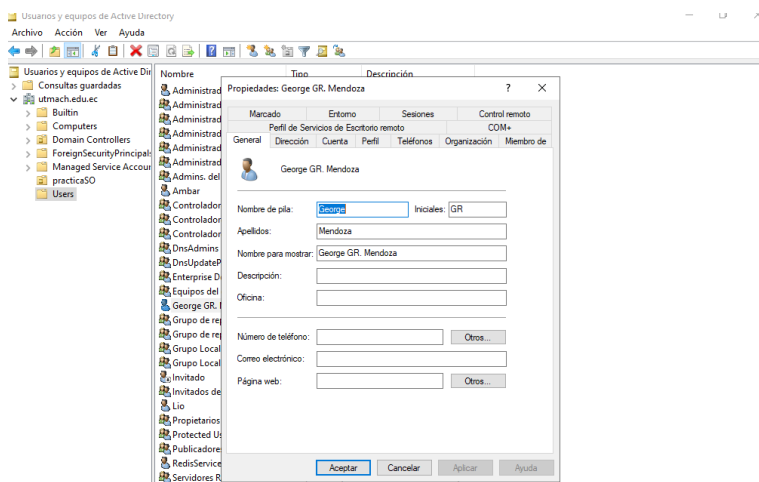 Usuarios y equipos de Active Directory
Archivo Acción Ver Ayuda
Usuarios y equipos de Active Dir
Consultas guardadas
utmach.edu.ec
Builtin
Computers
Domain Controllers
ForeignSecurityPrincipals
Managed Service Accour
practicaSO
Users
Nombre Tipo Descripción
Administrad
Administrad
Administrad
Administrad
Administrad
Administrad
Admins. del
Ambar
Controlador
Controlador
Controlador
DnsAdmins
DnsUpdateP
Enterprise D
Equipos del
George GR. M
Grupo de rep
Grupo de rep
Grupo Local
Grupo Local
Invitado
Invitados de
Lio
Propietarios
Protected Us
Publicadores
RedisService
Servidores R
Propiedades: George GR. Mendoza ?
Marcado Entorno Sesiones Control remoto
Perfil de Servicios de Escritorio remoto COM+
General Dirección Cuenta Perfil Teléfonos Organización Miembro de
George GR. Mendoza
Nombre de pila: George Iniciales: GR
Apellidos: Mendoza
Nombre para mostrar: George GR. Mendoza
Descripción:
Oficina:
Número de teléfono: Otros...
Correo electrónico:
Página web: Otros...
Aceptar Cancelar Aplicar Ayuda